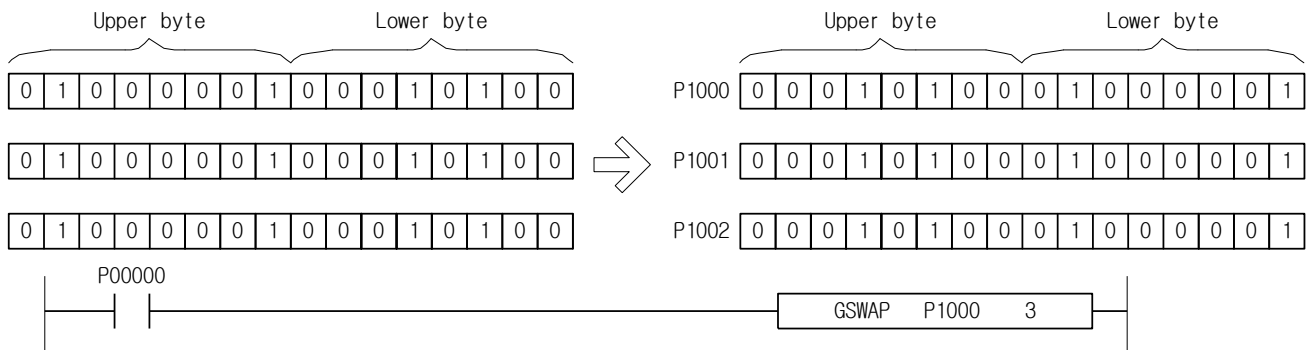 Upper byte Lower byte Upper byte Lower byte
0 1 0 0 0 0 0 1 0 0 0 1 0 1 0 0 P1000 0 0 0 1 0 1 0 0 0 1 0 0 0 0 0 1
0 1 0 0 0 0 0 1 0 0 0 1 0 1 0 0 P1001 0 0 0 1 0 1 0 0 0 1 0 0 0 0 0 1
0 1 0 0 0 0 0 1 0 0 0 1 0 1 0 0 P1002 0 0 0 1 0 1 0 0 0 1 0 0 0 0 0 1
P00000
GSWAP P1000 3